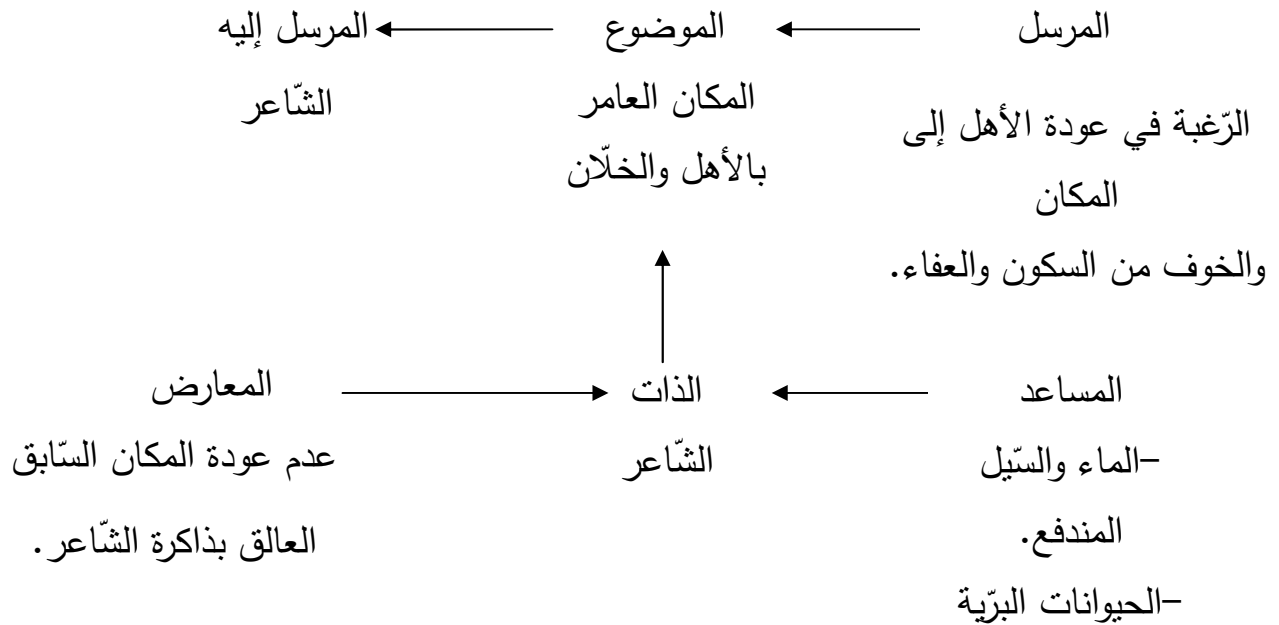 المرسل الموضوع المرسل إليه
الرّغبة في عودة الأهل إلى
المكان
والخوف من السكون والعفاء.
المكان العامر
بالأهل والخلّان
الشّاعر
المساعد الذات المعارض
-الماء والسّيل
المندفع.
-الحيوانات البرّية
الشّاعر
عدم عودة المكان السّابق
العالق بذاكرة الشّاعر.